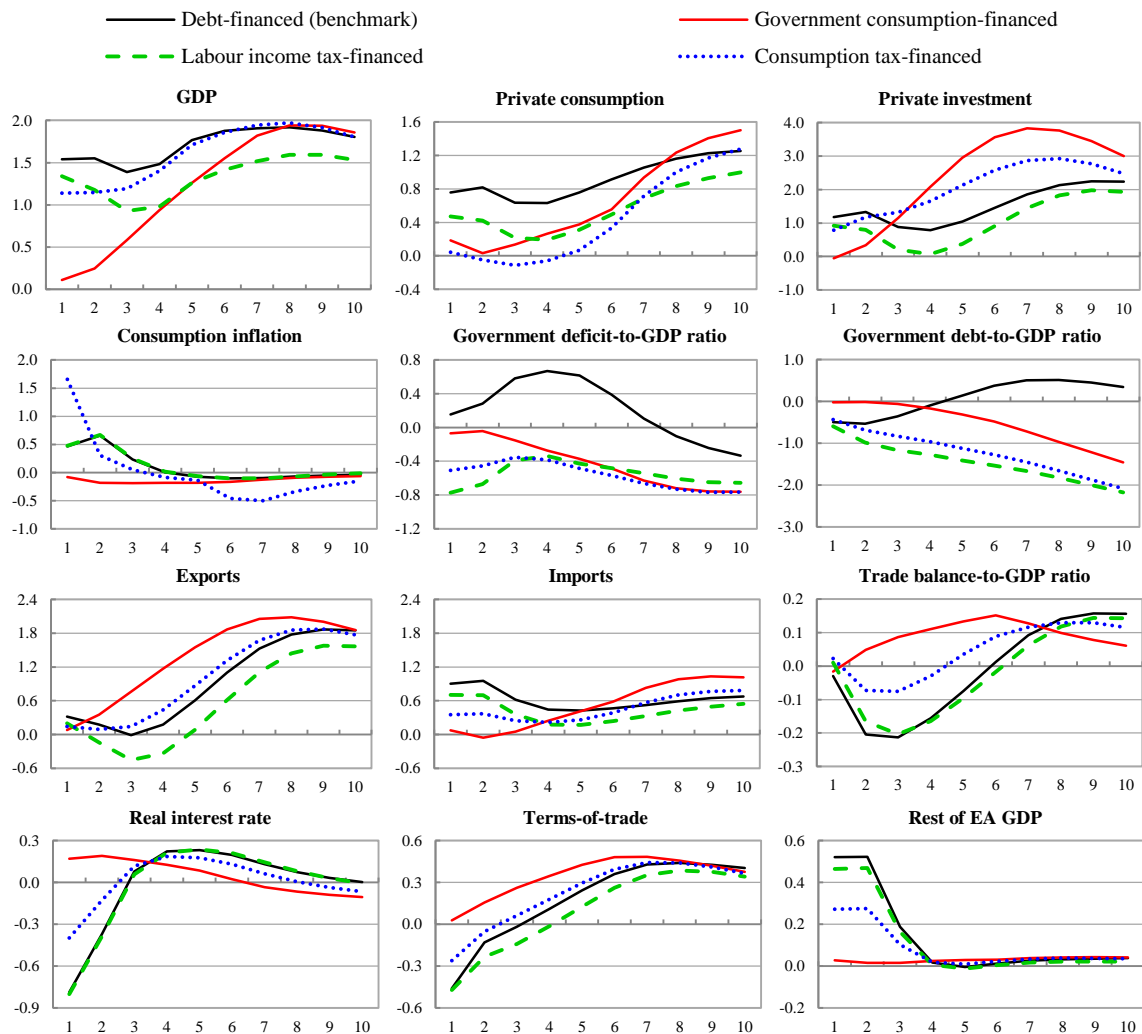 Debt-financed (benchmark) Government consumption-financed
Labour income tax-financed Consumption tax-financed
GDP
2.0
1.5
1.0
0.5
0.0
1 2 3 4 5 6 7 8 9 10
Private consumption
1.6
1.2
0.8
0.4
0.0
-0.4
1 2 3 4 5 6 7 8 9 10
Private investment
4.0
3.0
2.0
1.0
0.0
-1.0
1 2 3 4 5 6 7 8 9 10
Consumption inflation
2.0
1.5
1.0
0.5
0.0
-0.5
-1.0
1 2 3 4 5 6 7 8 9 10
Government deficit-to-GDP ratio
0.8
0.4
0.0
-0.4
-0.8
-1.2
1 2 3 4 5 6 7 8 9 10
Government debt-to-GDP ratio
1.0
0.0
-1.0
-2.0
-3.0
1 2 3 4 5 6 7 8 9 10
Exports
2.4
1.8
1.2
0.6
0.0
-0.6
1 2 3 4 5 6 7 8 9 10
Imports
2.4
1.8
1.2
0.6
0.0
-0.6
1 2 3 4 5 6 7 8 9 10
Trade balance-to-GDP ratio
0.2
0.1
0.0
-0.1
-0.2
-0.3
1 2 3 4 5 6 7 8 9 10
Real interest rate
0.3
0.0
-0.3
-0.6
-0.9
1 2 3 4 5 6 7 8 9 10
Terms-of-trade
0.6
0.3
0.0
-0.3
-0.6
1 2 3 4 5 6 7 8 9 10
Rest of EA GDP
0.6
0.4
0.2
0.0
-0.2
1 2 3 4 5 6 7 8 9 10